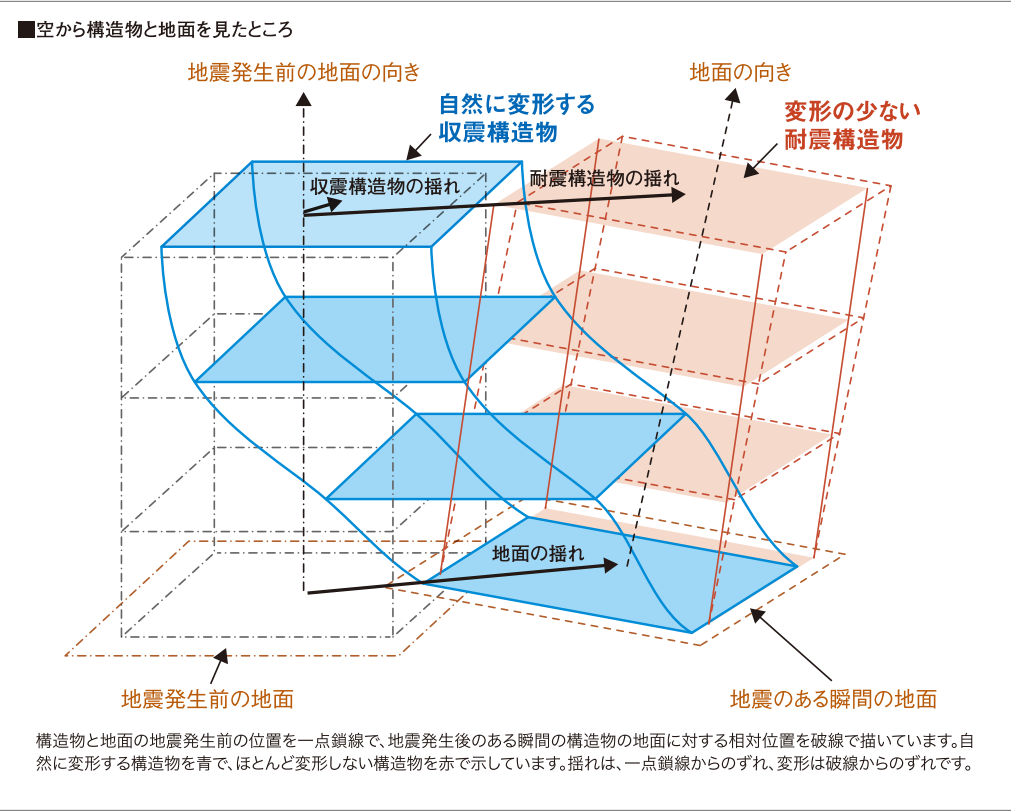 ■空から構造物と地面を見たところ
地震発生前の地面の向き
地面の向き
自然に変形する
収震構造物
変形の少ない
耐震構造物
収震構造物の揺れ
耐震構造物の揺れ
地面の揺れ
地震発生前の地面
地震のある瞬間の地面
構造物と地面の地震発生前の位置を一点鎖線で、地震発生後のある瞬間の構造物の地面に対する相対位置を破線で描いています。自
然に変形する構造物を青で、ほとんど変形しない構造物を赤で示しています。揺れは、一点鎖線からのずれ、変形は破線からのずれです。